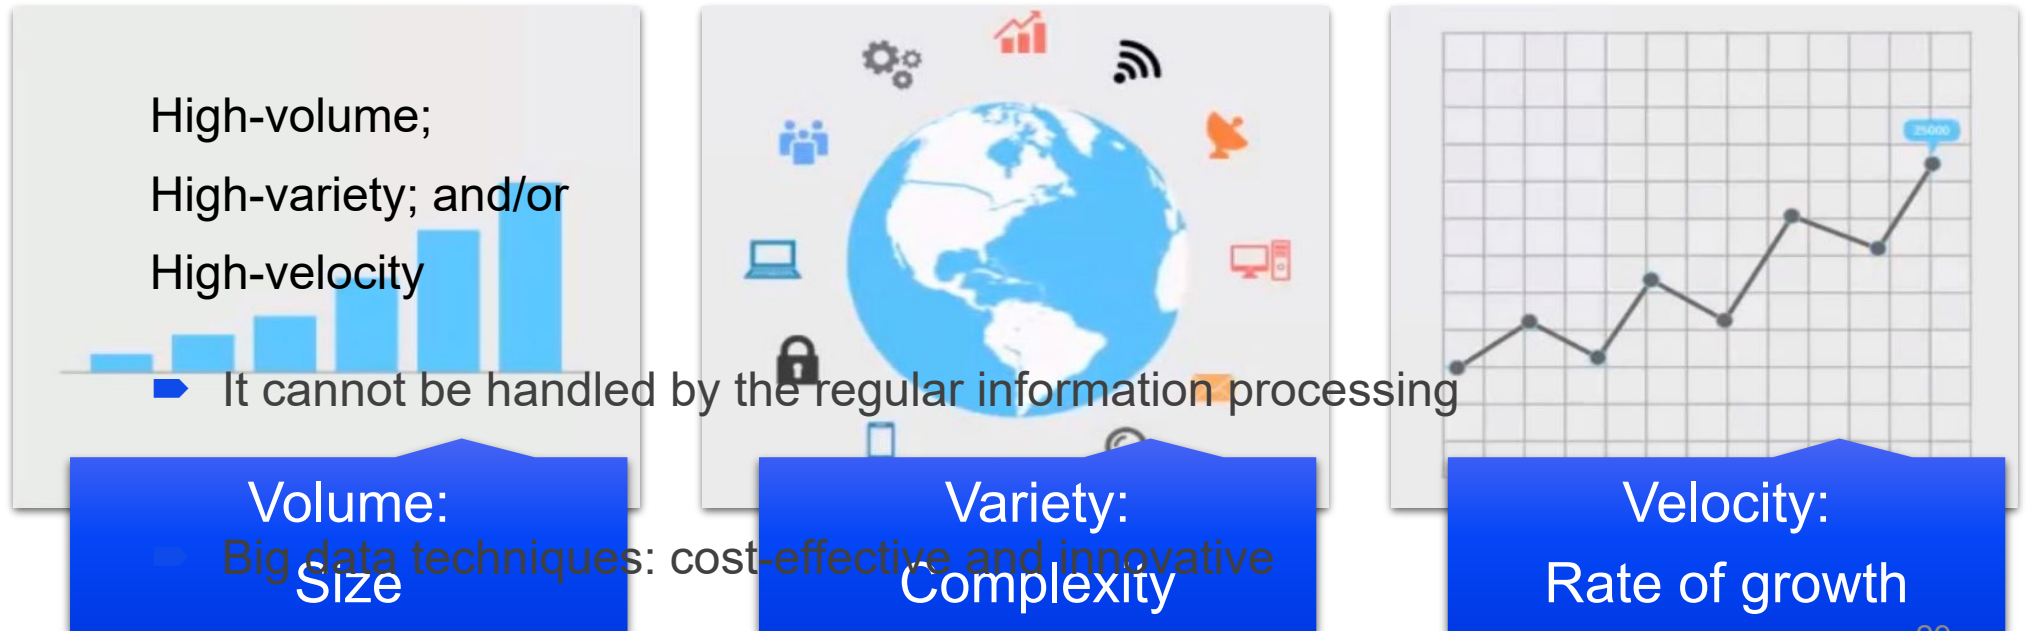 High-volume;
High-variety; and/or
High-velocity
25000
It cannot be handled by the regular information processing
Volume:
Size
Variety:
Complexity
Velocity:
Rate of growth
Big data techniques: cost-effective and innovative